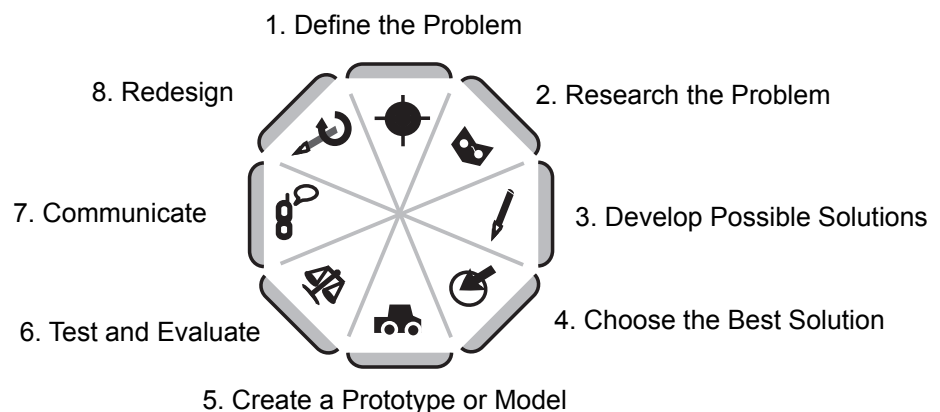 1. Define the Problem
2. Research the Problem
3. Develop Possible Solutions
4. Choose the Best Solution
5. Create a Prototype or Model
6. Test and Evaluate
7. Communicate
8. Redesign